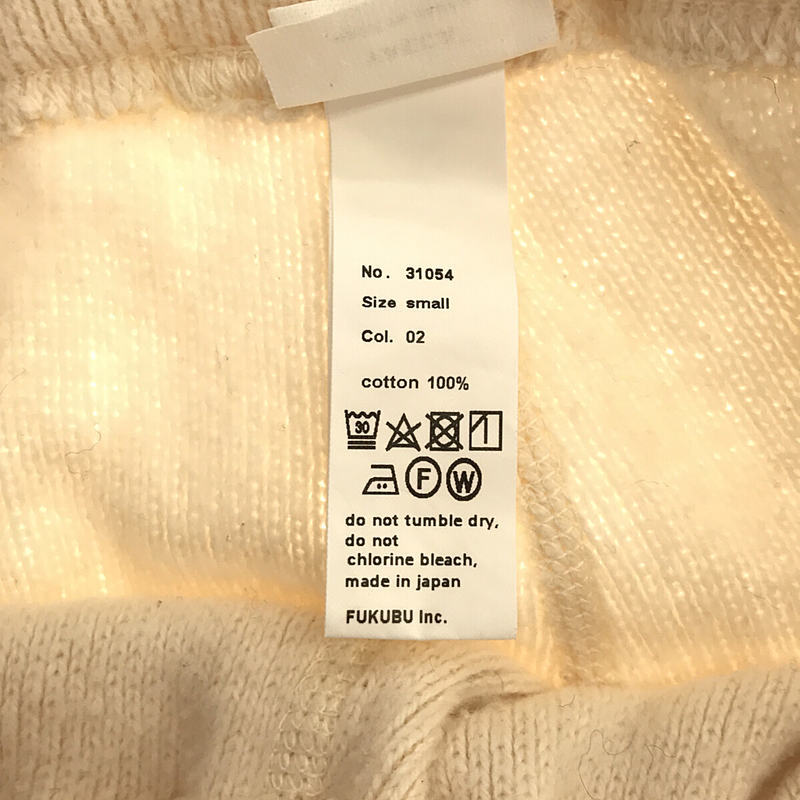 No. 31054
Size small
Col. 02
cotton 100%
30
F W
do not tumble dry,
do not
chlorine bleach,
made in japan
FUKUBU Inc.